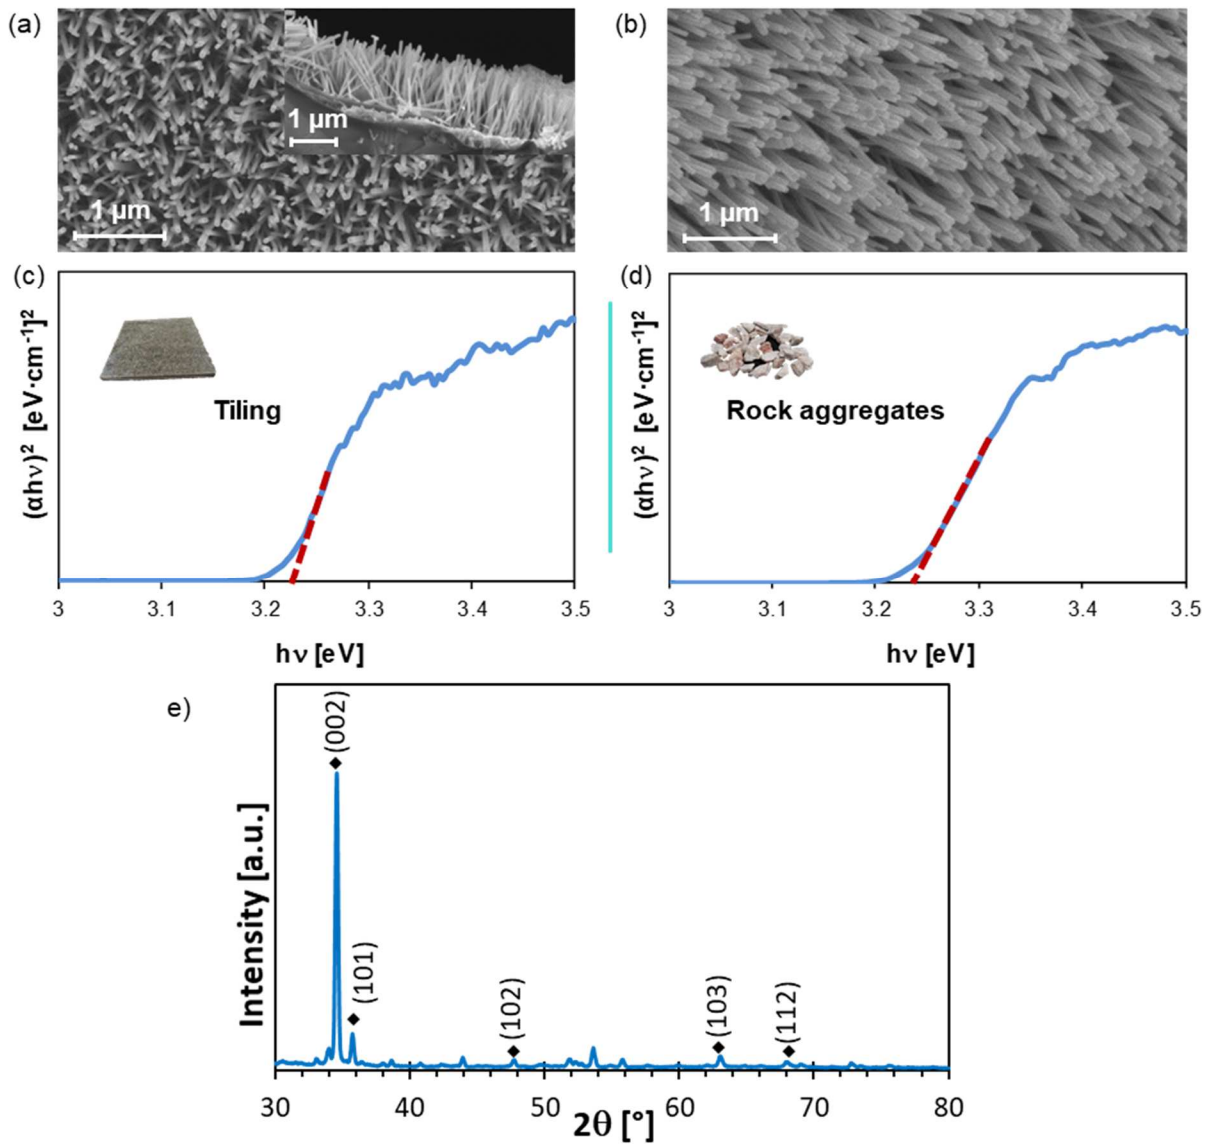 (a)
1 µm
1 µm
(b)
1 µm
(c)
(αhν)² [eV·cm⁻¹]²
Tiling
3 3.1 3.2 3.3 3.4 3.5
hν [eV]
(d)
(αhν)² [eV·cm⁻¹]²
Rock aggregates
3 3.1 3.2 3.3 3.4 3.5
hν [eV]
e)
Intensity [a.u.]
(002)
(101)
(102)
(103)
(112)
30 40 50 60 70 80
2θ [°]